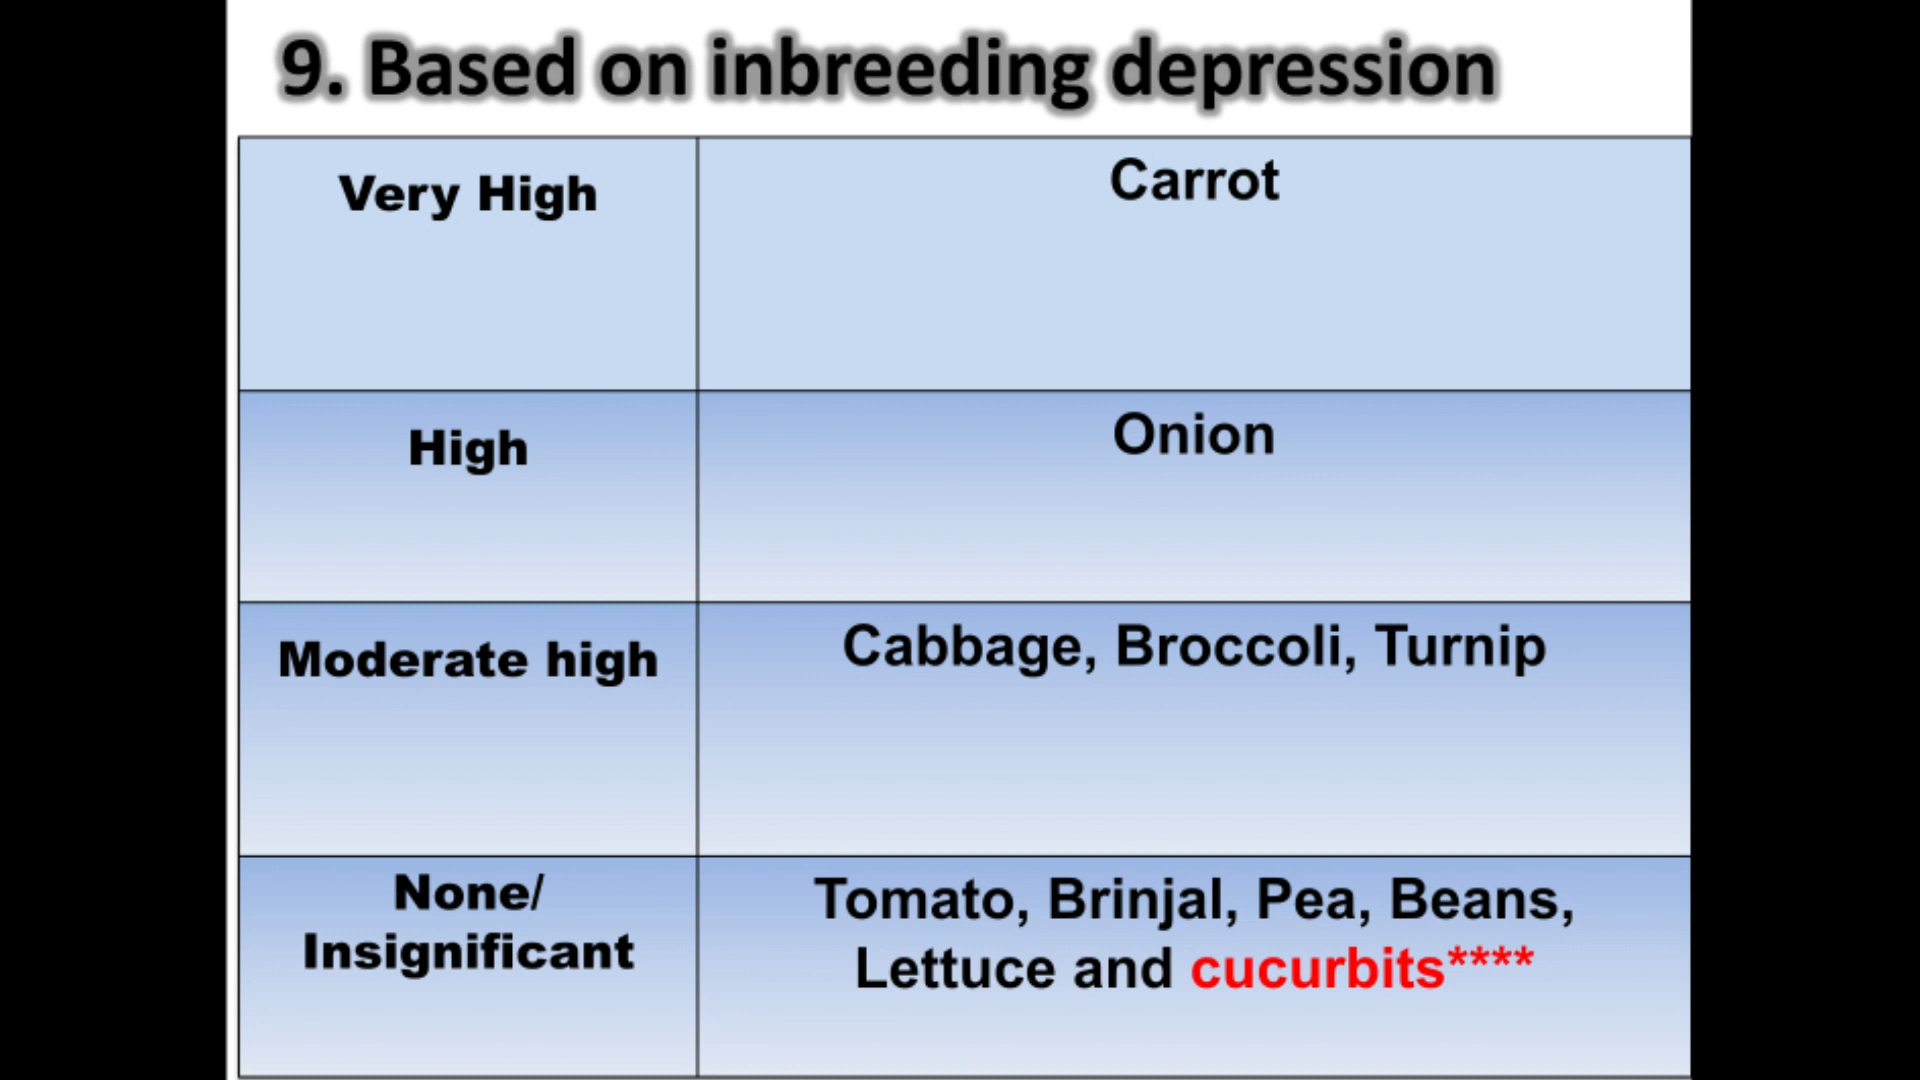 9. Based on inbreeding depression
Very High
Carrot
High
Onion
Moderate high
Cabbage, Broccoli, Turnip
None/
Insignificant
Tomato, Brinjal, Pea, Beans,
Lettuce and cucurbits****